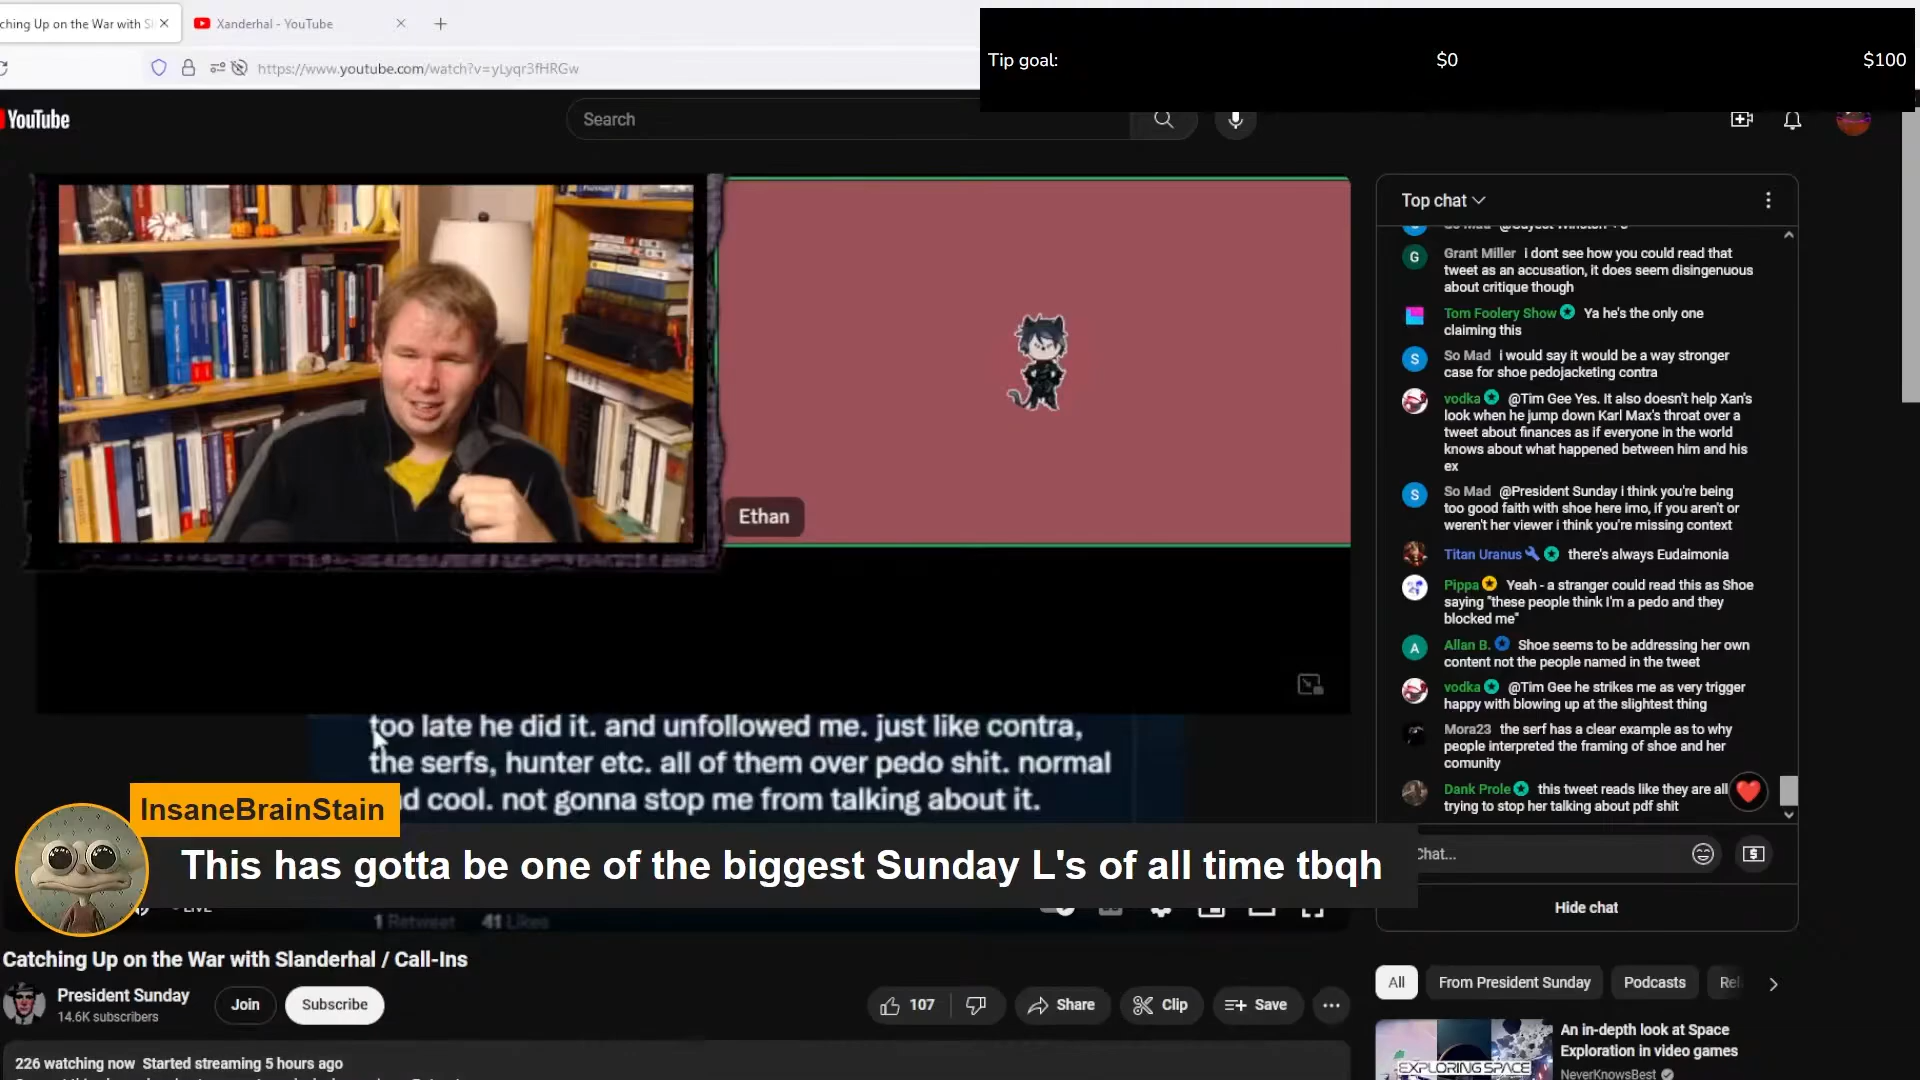 ching Up on the War with S
Xanderhal - YouTube
https://www.youtube.com/watch?v=yLyqr3fHRGw
Tip goal:
$0
$100
YouTube
Search
Ethan
Top chat
Grant Miller i dont see how you could read that
tweet as an accusation, it does seem disingenuous
about critique though
Tom Foolery Show Ya he's the only one
claiming this
So Mad i would say it would be a way stronger
case for shoe pedojacketing contra
vodka @Tim Gee Yes. It also doesn't help Xan's
look when he jump down Karl Max's throat over a
tweet about finances as if everyone in the world
knows about what happened between him and his
ex
So Mad @President Sunday i think you're being
too good faith with shoe here imo, if you aren't or
weren't her viewer i think you're missing context
Titan Uranus there's always Eudaimonia
Pippa Yeah - a stranger could read this as Shoe
saying "these people think I'm a pedo and they
blocked me"
Allan B. Shoe seems to be addressing her own
content not the people named in the tweet
vodka @Tim Gee he strikes me as very trigger
happy with blowing up at the slightest thing
Mora23 the serf has a clear example as to why
people interpreted the framing of shoe and her
comunity
Dank Prole this tweet reads like they are all
trying to stop her talking about pdf shit
Chat...
Hide chat
too late he did it. and unfollowed me. just like contra,
the serfs, hunter etc. all of them over pedo shit. normal
nd cool. not gonna stop me from talking about it.
InsaneBrainStain
This has gotta be one of the biggest Sunday L's of all time tbqh
LIVE
1 Retweet 41 Likes
Catching Up on the War with Slanderhal / Call-Ins
President Sunday
14.6K subscribers
Join
Subscribe
107
Share
Clip
Save
226 watching now Started streaming 5 hours ago
All
From President Sunday
Podcasts
Rel
An in-depth look at Space
Exploration in video games
NeverKnowsBest
EXPLORING SPACE